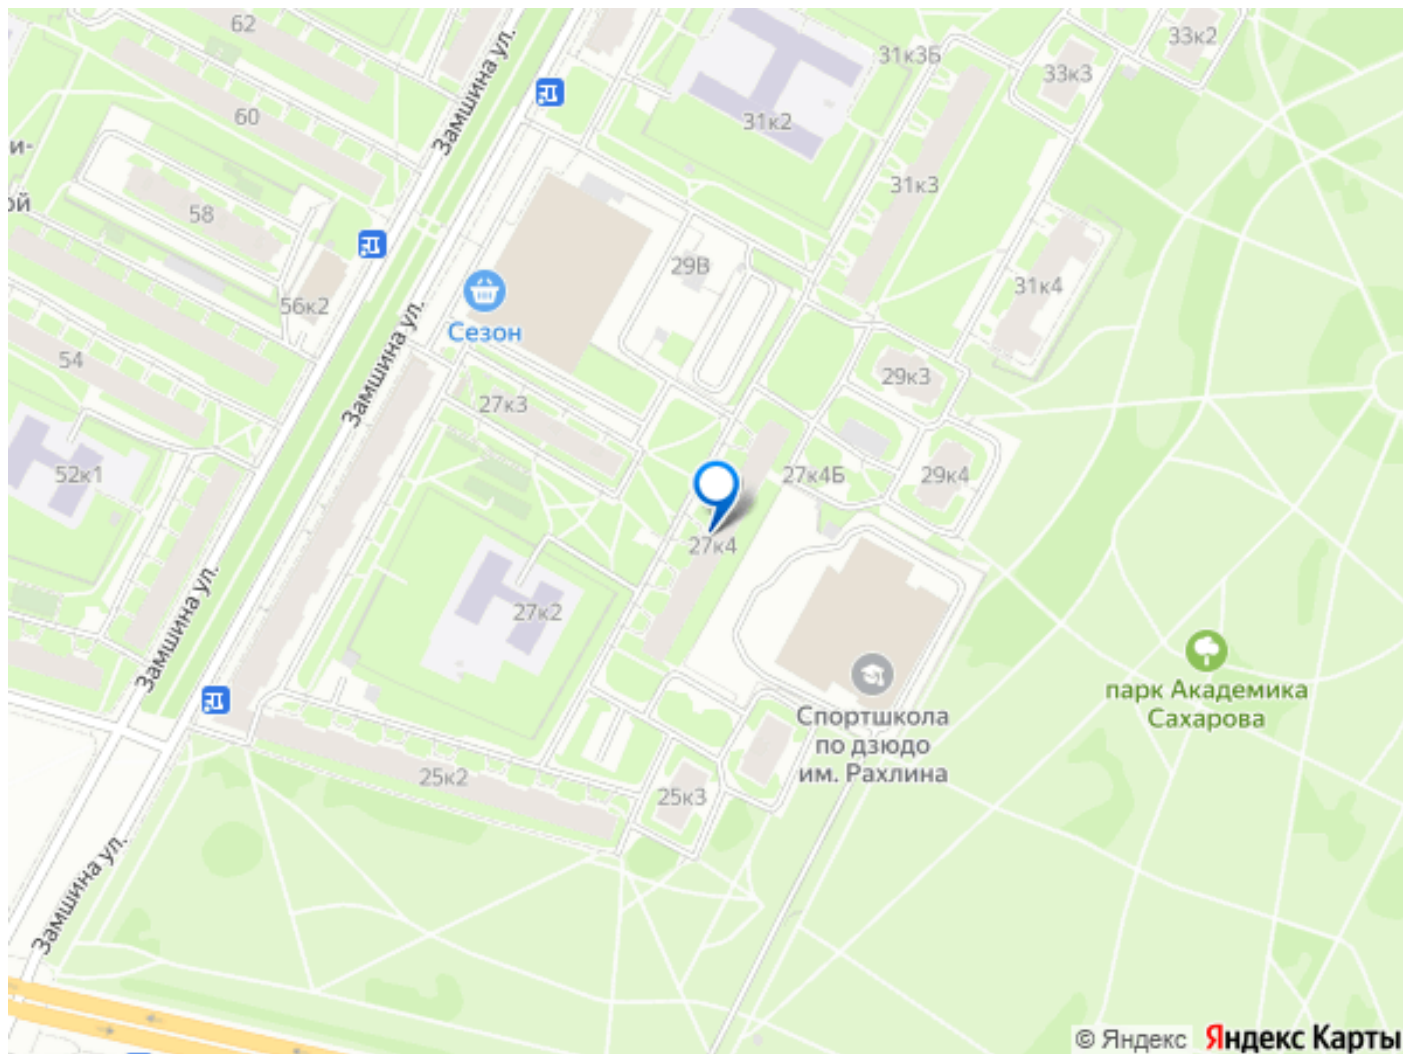 62
Замшина ул.
31к3Б
33к2
33к3
60
31к2
и-
ой
58
31к3
29В
56к2
31к4
Сезон
Замшина ул.
54
27к3
29к3
52к1
27к4Б
29к4
27к4
Замшина ул.
27к2
парк Академика
Сахарова
Спортшкола
по дзюдо
им. Рахлина
25к2
25к3
Замшина ул.
© Яндекс Яндекс Карты